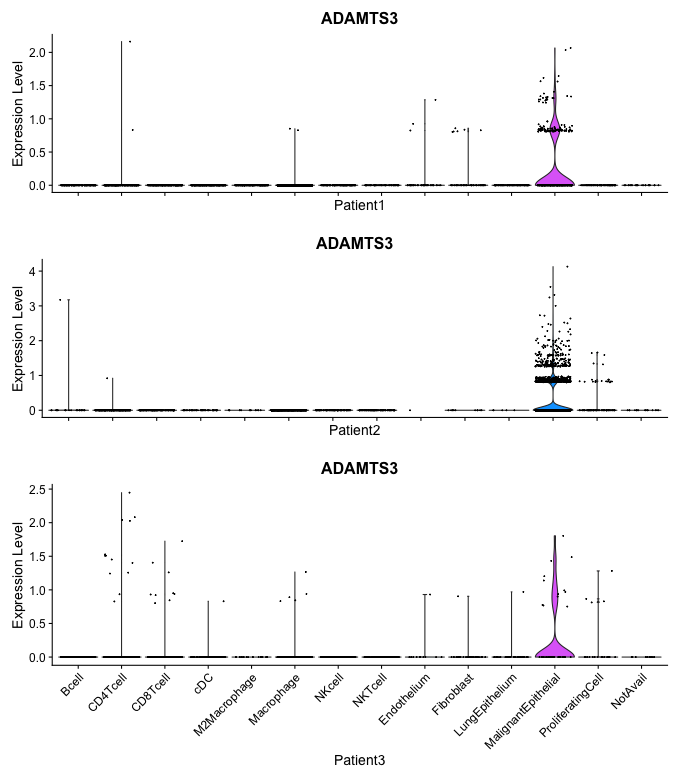 ADAMTS3
Expression Level
2.0
1.5
1.0
0.5
0.0
Patient1
ADAMTS3
Expression Level
4
3
2
1
0
Patient2
ADAMTS3
Expression Level
2.5
2.0
1.5
1.0
0.5
0.0
Bcell
CD4Tcell
CD8Tcell
cDC
M2Macrophage
Macrophage
NKcell
NKTcell
Endothelium
Fibroblast
LungEpithelium
MalignantEpithelial
ProliferatingCell
NotAvail
Patient3